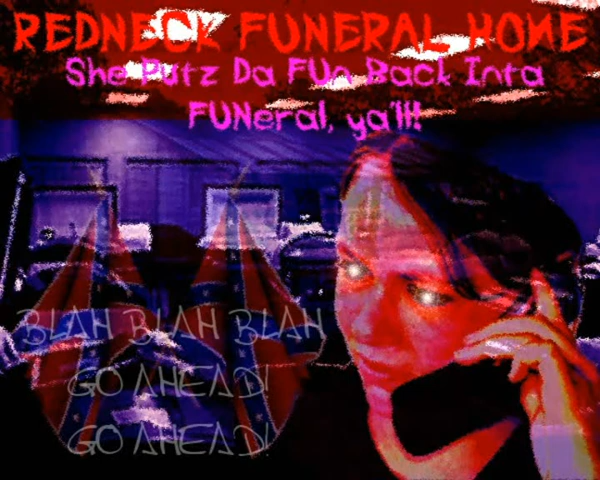 REDNECK FUNERAL HOME
She Putz Da FUn Back Inta
FUNeral, ya'll!
BLAH BLAH BLAH
GO AHEAD!
GO AHEAD!